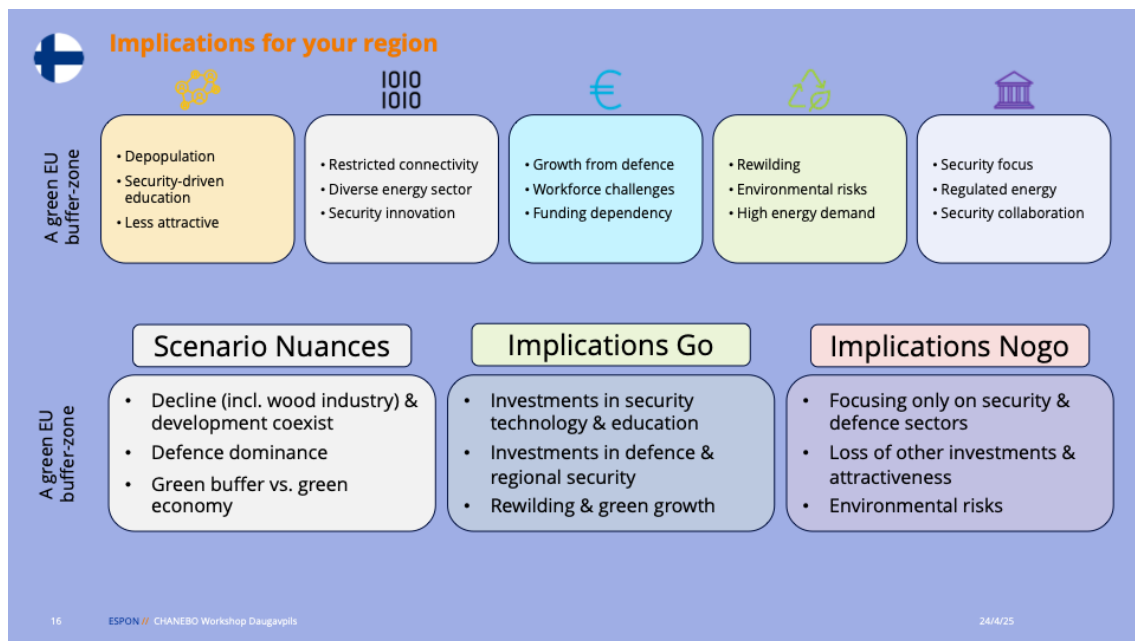 Implications for your region
1010
1010
€
A green EU
buffer-zone
• Depopulation
• Security-driven
education
• Less attractive
• Restricted connectivity
• Diverse energy sector
• Security innovation
• Growth from defence
• Workforce challenges
• Funding dependency
• Rewilding
• Environmental risks
• High energy demand
• Security focus
• Regulated energy
• Security collaboration
Scenario Nuances
Implications Go
Implications Nogo
A green EU
buffer-zone
• Decline (incl. wood industry) &
development coexist
• Defence dominance
• Green buffer vs. green
economy
• Investments in security
technology & education
• Investments in defence &
regional security
• Rewilding & green growth
• Focusing only on security &
defence sectors
• Loss of other investments &
attractiveness
• Environmental risks
16
ESPON // CHANEBO Workshop Daugavpils
24/4/25